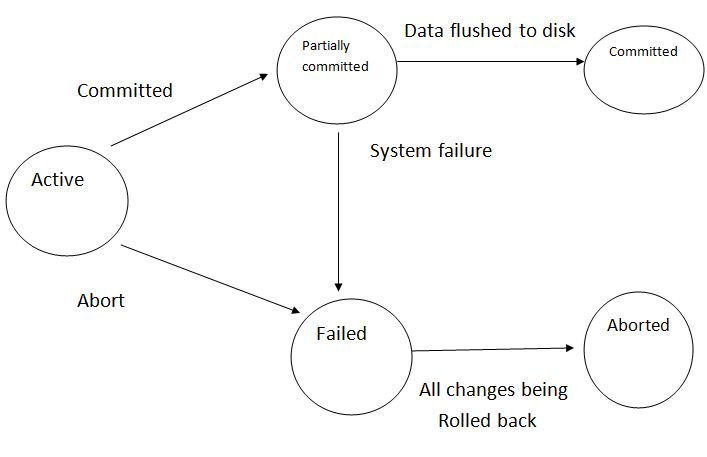 Partially
committed
Data flushed to disk
Committed
Committed
System failure
Active
Abort
Failed
Aborted
All changes being
Rolled back